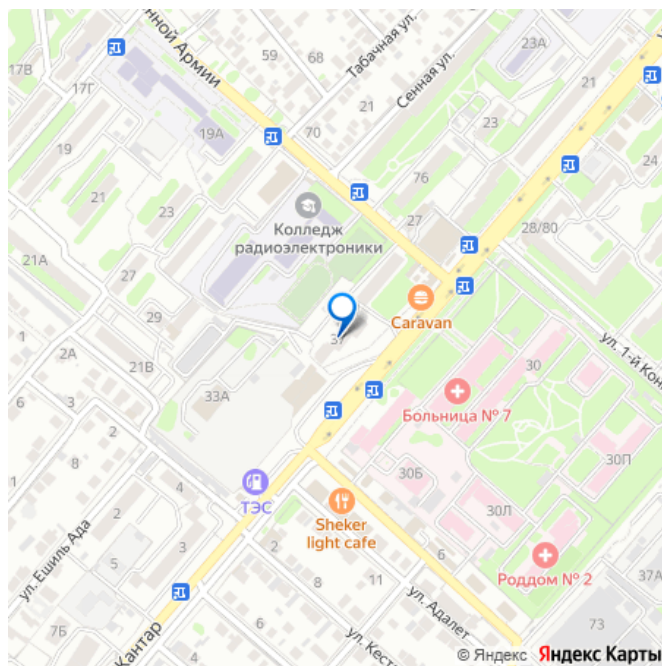 нной Армии
59
68
Табачная ул.
23А
17В
17Г
Сенная ул.
21
21
19А
70
23
19
76
24
21
Колледж
радиоэлектроники
23
27
28/80
21А
27
Caravan
29
37
ул. 1-й Кон
1
2А
21В
30
33А
Больница № 7
6
3
2
30Б
30П
8
4
ТЭС
Sheker
light cafe
30Л
2
ул. Ешиль Ада
2
6
Роддом № 2
5
11
8
37А
ул. Адалет
73
7Б
6
Кантар
ул. Кест
© Яндекс Яндекс Карты